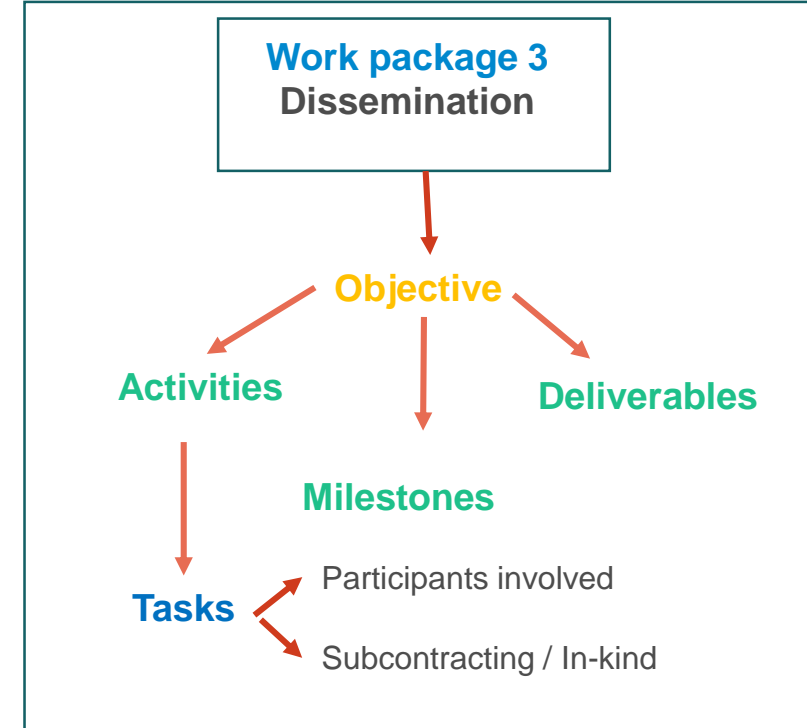 Work package 3
Dissemination
Objective
Activities
Deliverables
Milestones
Participants involved
Tasks
Subcontracting / In-kind